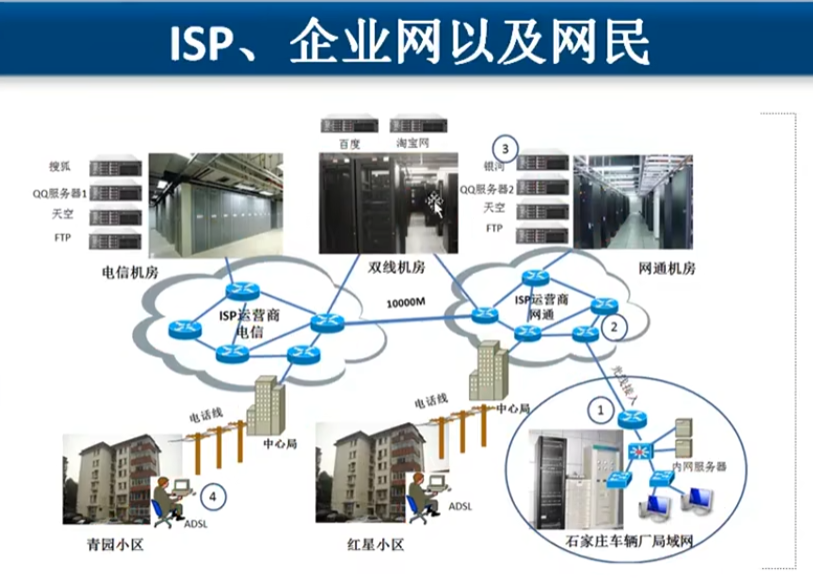 ISP、企业网以及网民
百度
淘宝网
搜狐
QQ服务器1
天空
FTP
③
银河
QQ服务器2
天空
FTP
电信机房
双线机房
网通机房
ISP运营商
电信
10000M
ISP运营商
网通
②
光纤接入
①
电话线
中心局
电话线
中心局
内网服务器
④
ADSL
ADSL
青园小区
红星小区
石家庄车辆厂局域网